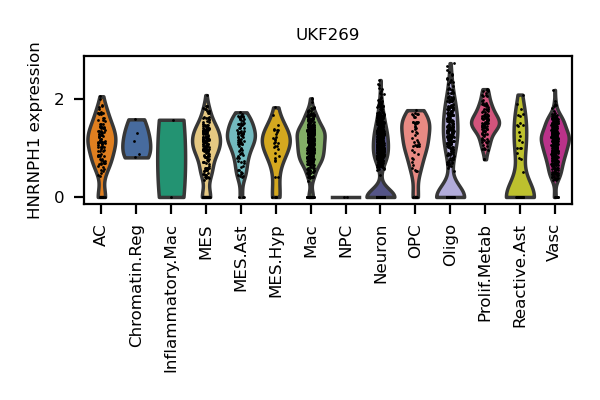 UKF269
HNRNPH1 expression
2
0
AC
Chromatin.Reg
Inflammatory.Mac
MES
MES.Ast
MES.Hyp
Mac
NPC
Neuron
OPC
Oligo
Prolif.Metab
Reactive.Ast
Vasc